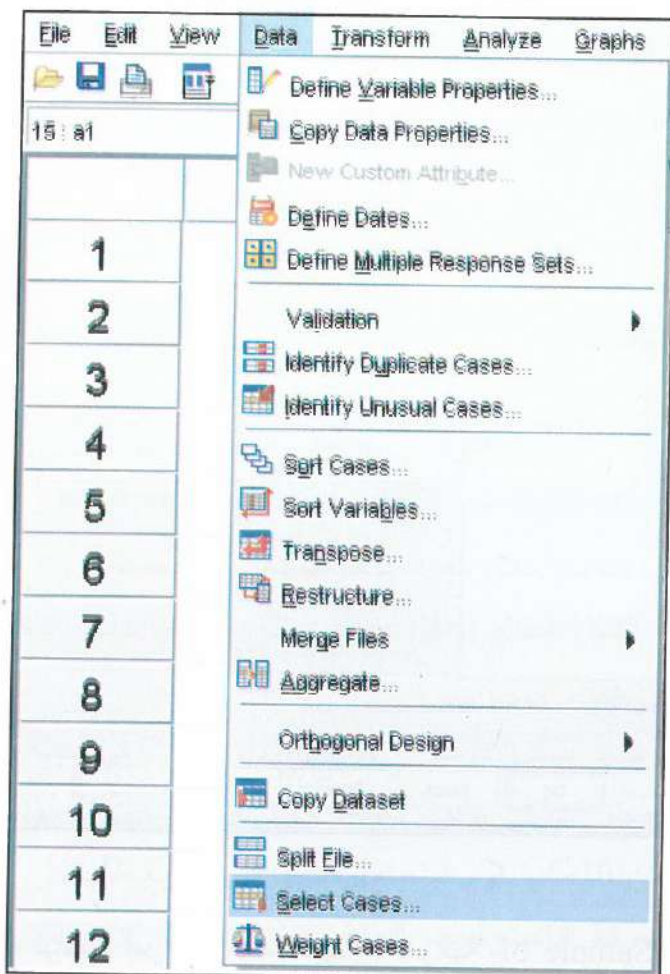 File Edit View Data Transform Analyze Graphs
15 : a1
Define Variable Properties...
Copy Data Properties...
New Custom Attribute...
Define Dates...
Define Multiple Response Sets...
Validation
Identify Duplicate Cases...
Identify Unusual Cases...
Sort Cases...
Sort Variables...
Transpose...
Restructure...
Merge Files
Aggregate...
Orthogonal Design
Copy Dataset
Split File...
Select Cases...
Weight Cases...
1
2
3
4
5
6
7
8
9
10
11
12